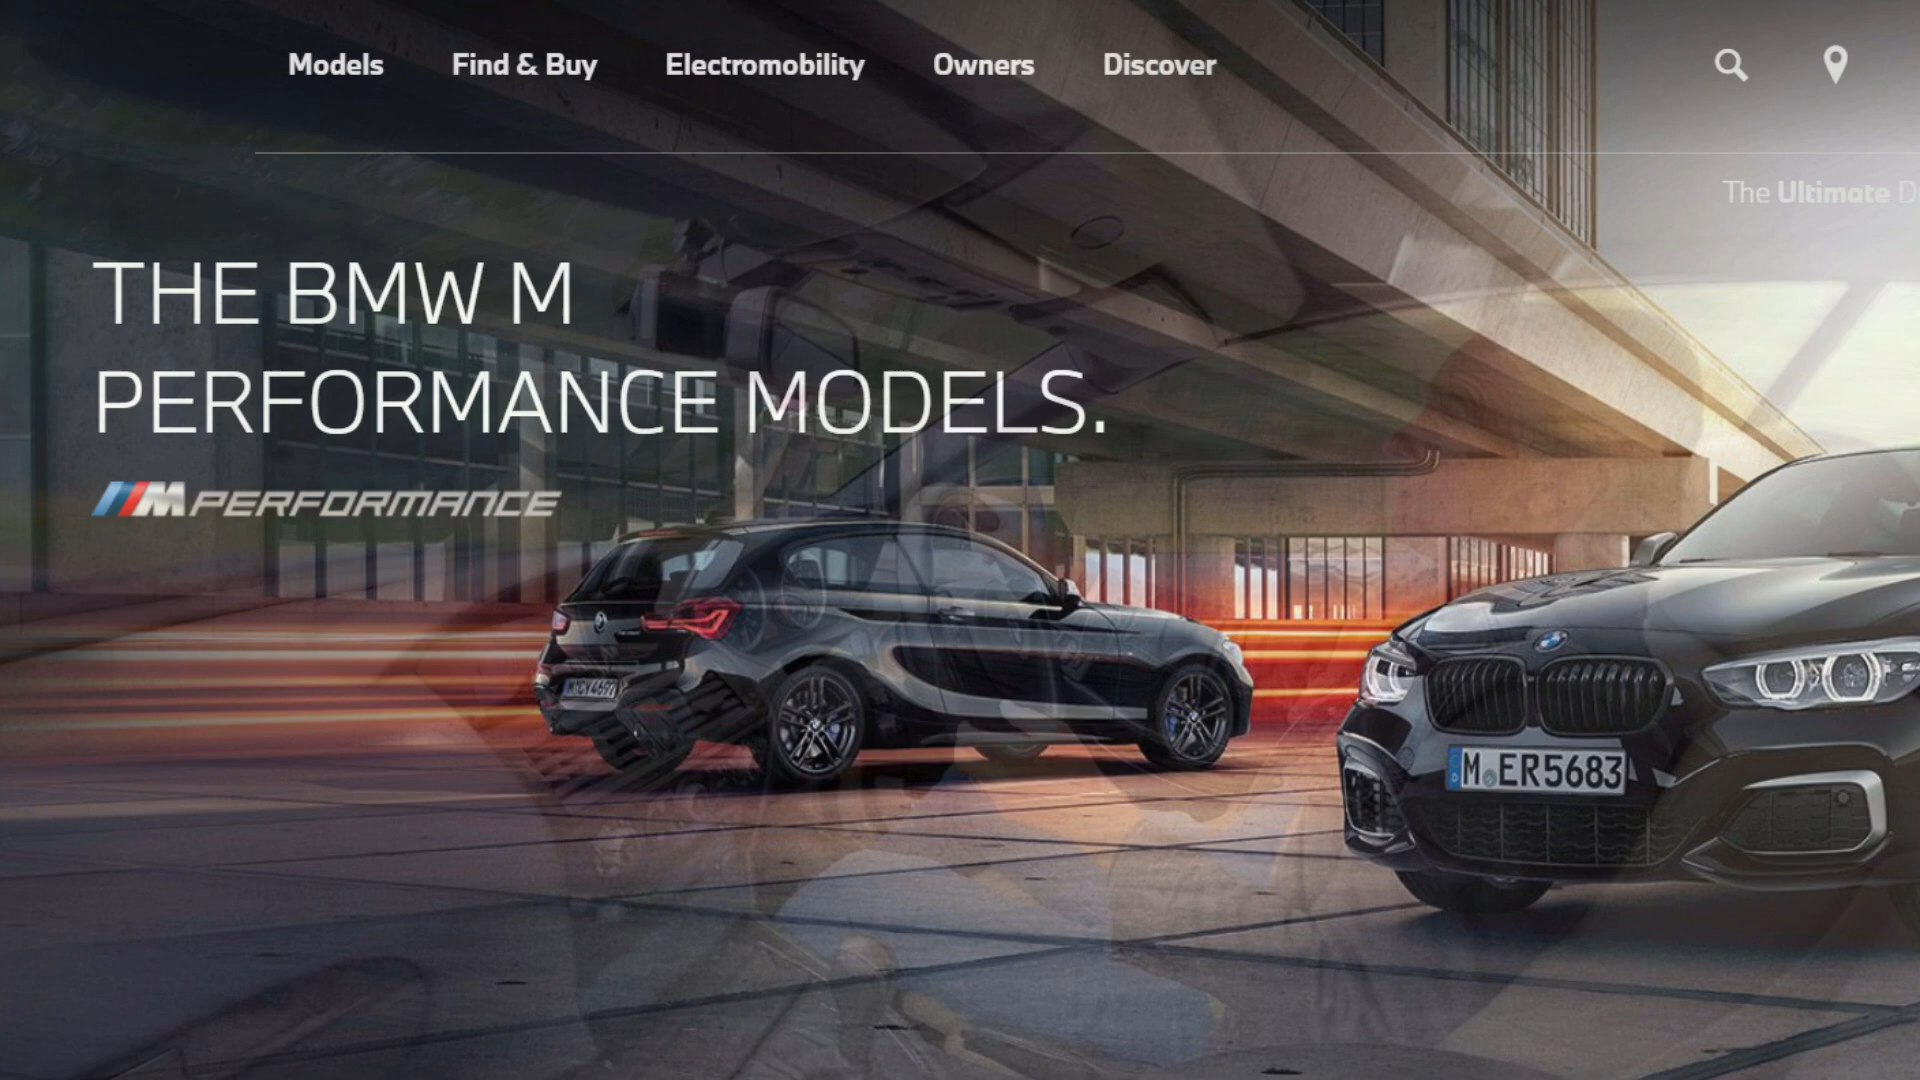 Models Find & Buy Electromobility Owners Discover
The Ultimate D
THE BMW M
PERFORMANCE MODELS.
M PERFORMANCE
M ER5683